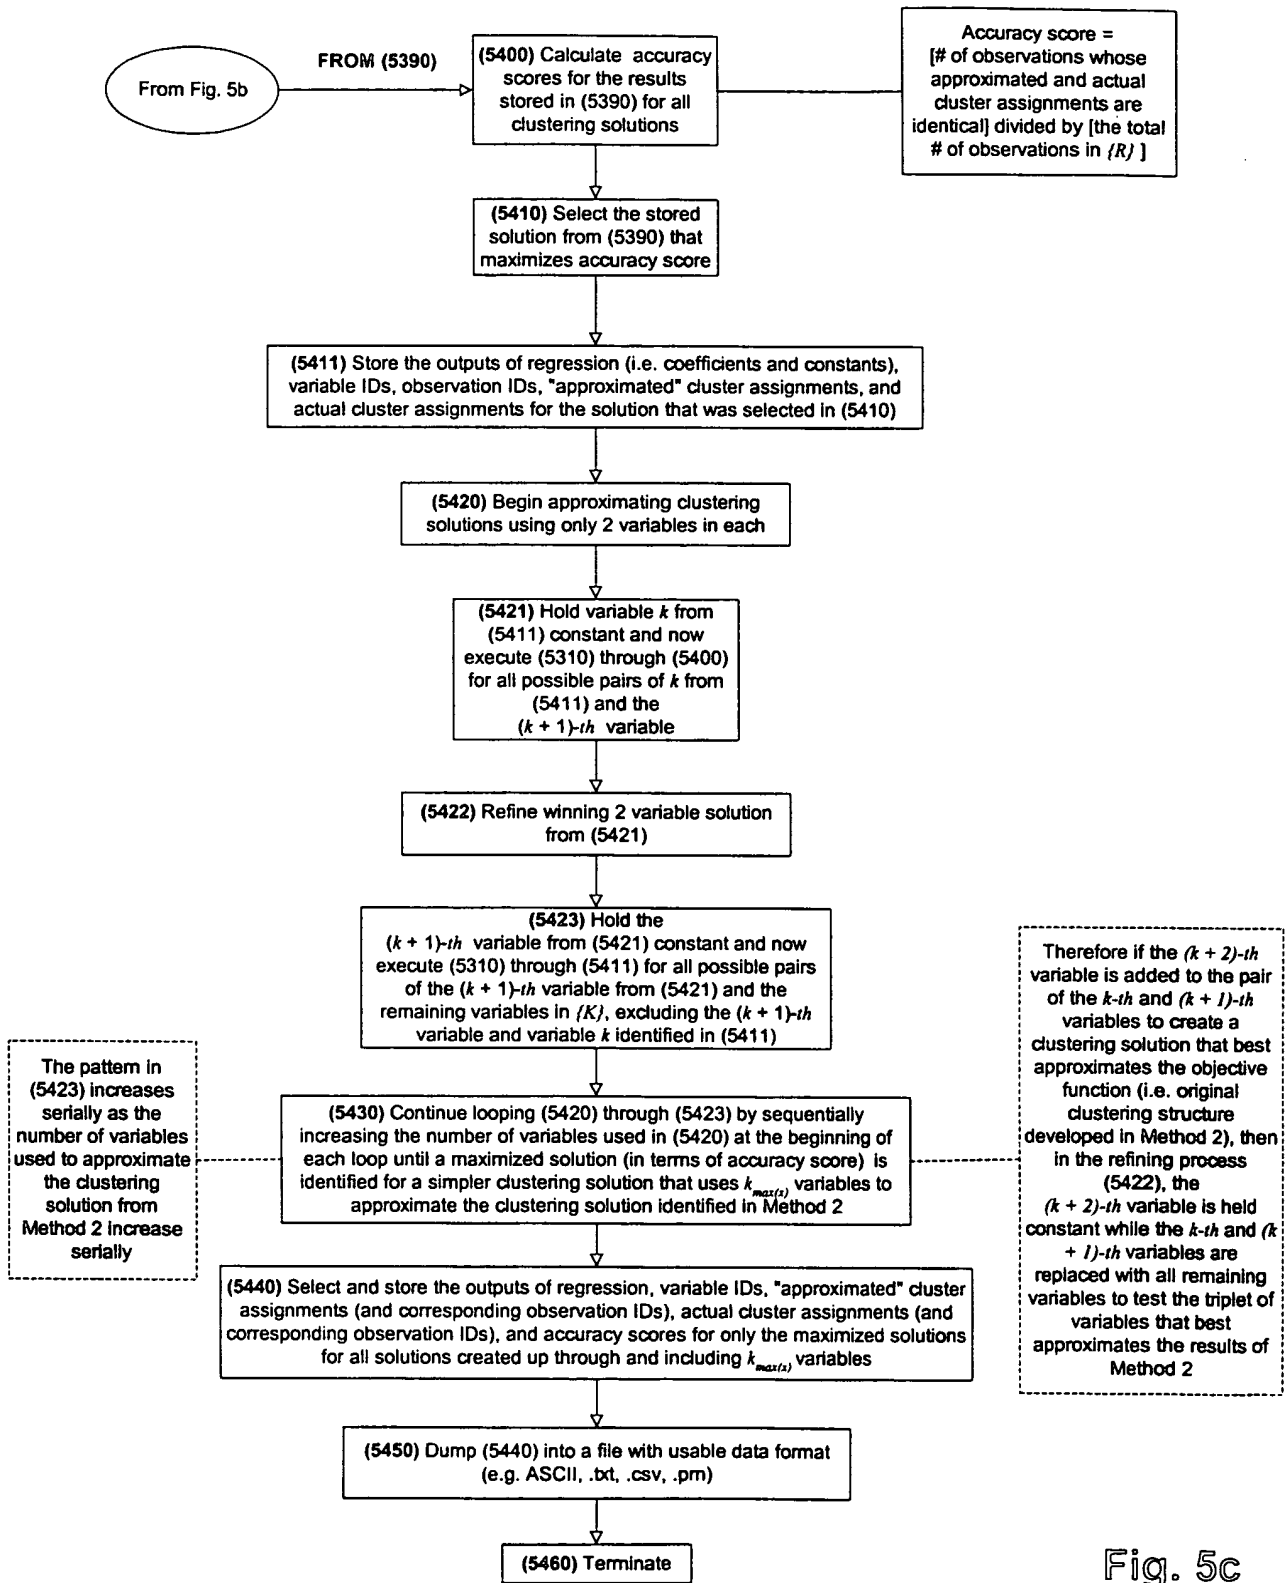 From Fig. 5b
FROM (5390)
(5400) Calculate accuracy
scores for the results
stored in (5390) for all
clustering solutions
Accuracy score =
[# of observations whose
approximated and actual
cluster assignments are
identical] divided by [the total
# of observations in {R} ]
(5410) Select the stored
solution from (5390) that
maximizes accuracy score
(5411) Store the outputs of regression (i.e. coefficients and constants),
variable IDs, observation IDs, "approximated" cluster assignments, and
actual cluster assignments for the solution that was selected in (5410)
(5420) Begin approximating clustering
solutions using only 2 variables in each
(5421) Hold variable k from
(5411) constant and now
execute (5310) through (5400)
for all possible pairs of k from
(5411) and the
(k + 1)-th variable
(5422) Refine winning 2 variable solution
from (5421)
(5423) Hold the
(k + 1)-th variable from (5421) constant and now
execute (5310) through (5411) for all possible pairs
of the (k + 1)-th variable from (5421) and the
remaining variables in {K}, excluding the (k + 1)-th
variable and variable k identified in (5411)
Therefore if the (k + 2)-th
variable is added to the pair
of the k-th and (k + 1)-th
variables to create a
clustering solution that best
approximates the objective
function (i.e. original
clustering structure
developed in Method 2), then
in the refining process
(5422), the
(k + 2)-th variable is held
constant while the k-th and (k
+ 1)-th variables are
replaced with all remaining
variables to test the triplet of
variables that best
approximates the results of
Method 2
The pattern in
(5423) increases
serially as the
number of variables
used to approximate
the clustering
solution from
Method 2 increase
serially
(5430) Continue looping (5420) through (5423) by sequentially
increasing the number of variables used in (5420) at the beginning of
each loop until a maximized solution (in terms of accuracy score) is
identified for a simpler clustering solution that uses k max(x) variables to
approximate the clustering solution identified in Method 2
(5440) Select and store the outputs of regression, variable IDs, "approximated" cluster
assignments (and corresponding observation IDs), actual cluster assignments (and
corresponding observation IDs), and accuracy scores for only the maximized solutions
for all solutions created up through and including k max(x) variables
(5450) Dump (5440) into a file with usable data format
(e.g. ASCII, .txt, .csv, .prn)
(5460) Terminate
Fig. 5c